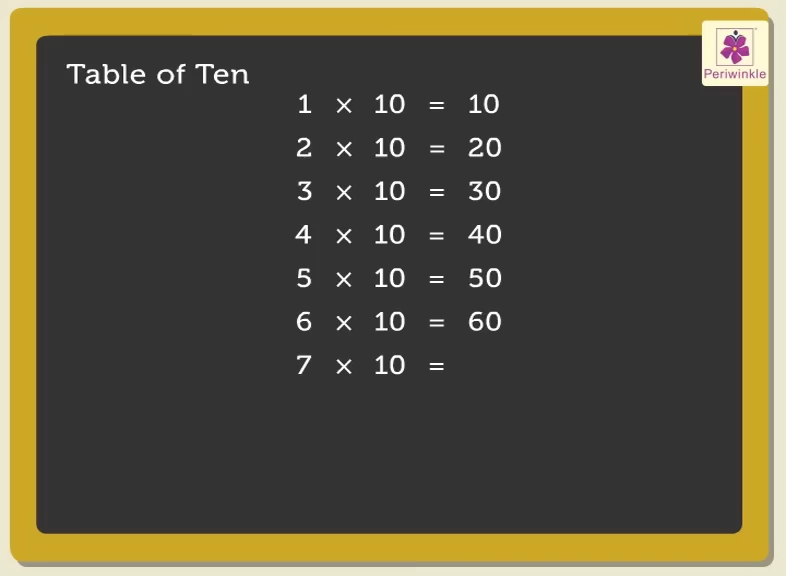 Table of Ten
Periwinkle
1 × 10 = 10
2 × 10 = 20
3 × 10 = 30
4 × 10 = 40
5 × 10 = 50
6 × 10 = 60
7 × 10 =